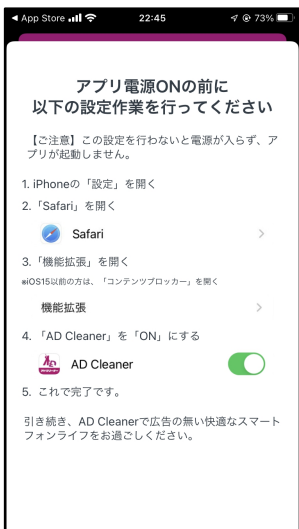 App Store 22:45 73%
アプリ電源ONの前に
以下の設定作業を行ってください
【ご注意】この設定を行わないと電源が入らず、ア
プリが起動しません。
1. iPhoneの「設定」を開く
2.「Safari」を開く
Safari
3.「機能拡張」を開く
※iOS15以前の方は、「コンテンツブロッカー」を開く
機能拡張
4.「AD Cleaner」を「ON」にする
AD Cleaner
5. これで完了です。
引き続き、AD Cleanerで広告の無い快適なスマート
フォンライフをお過ごしください。